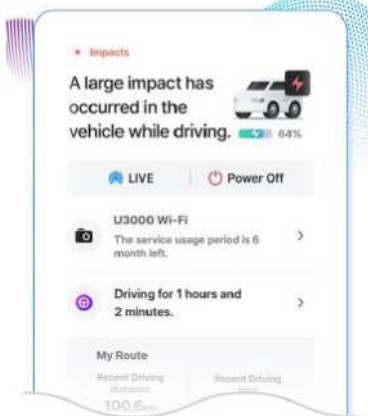 Impacts
A large impact has
occurred in the
vehicle while driving.
64%
LIVE
Power Off
U3000 Wi-Fi
The service usage period is 6
month left.
Driving for 1 hours and
2 minutes.
My Route
Recent Driving
Recent Driving
distance
100.6km